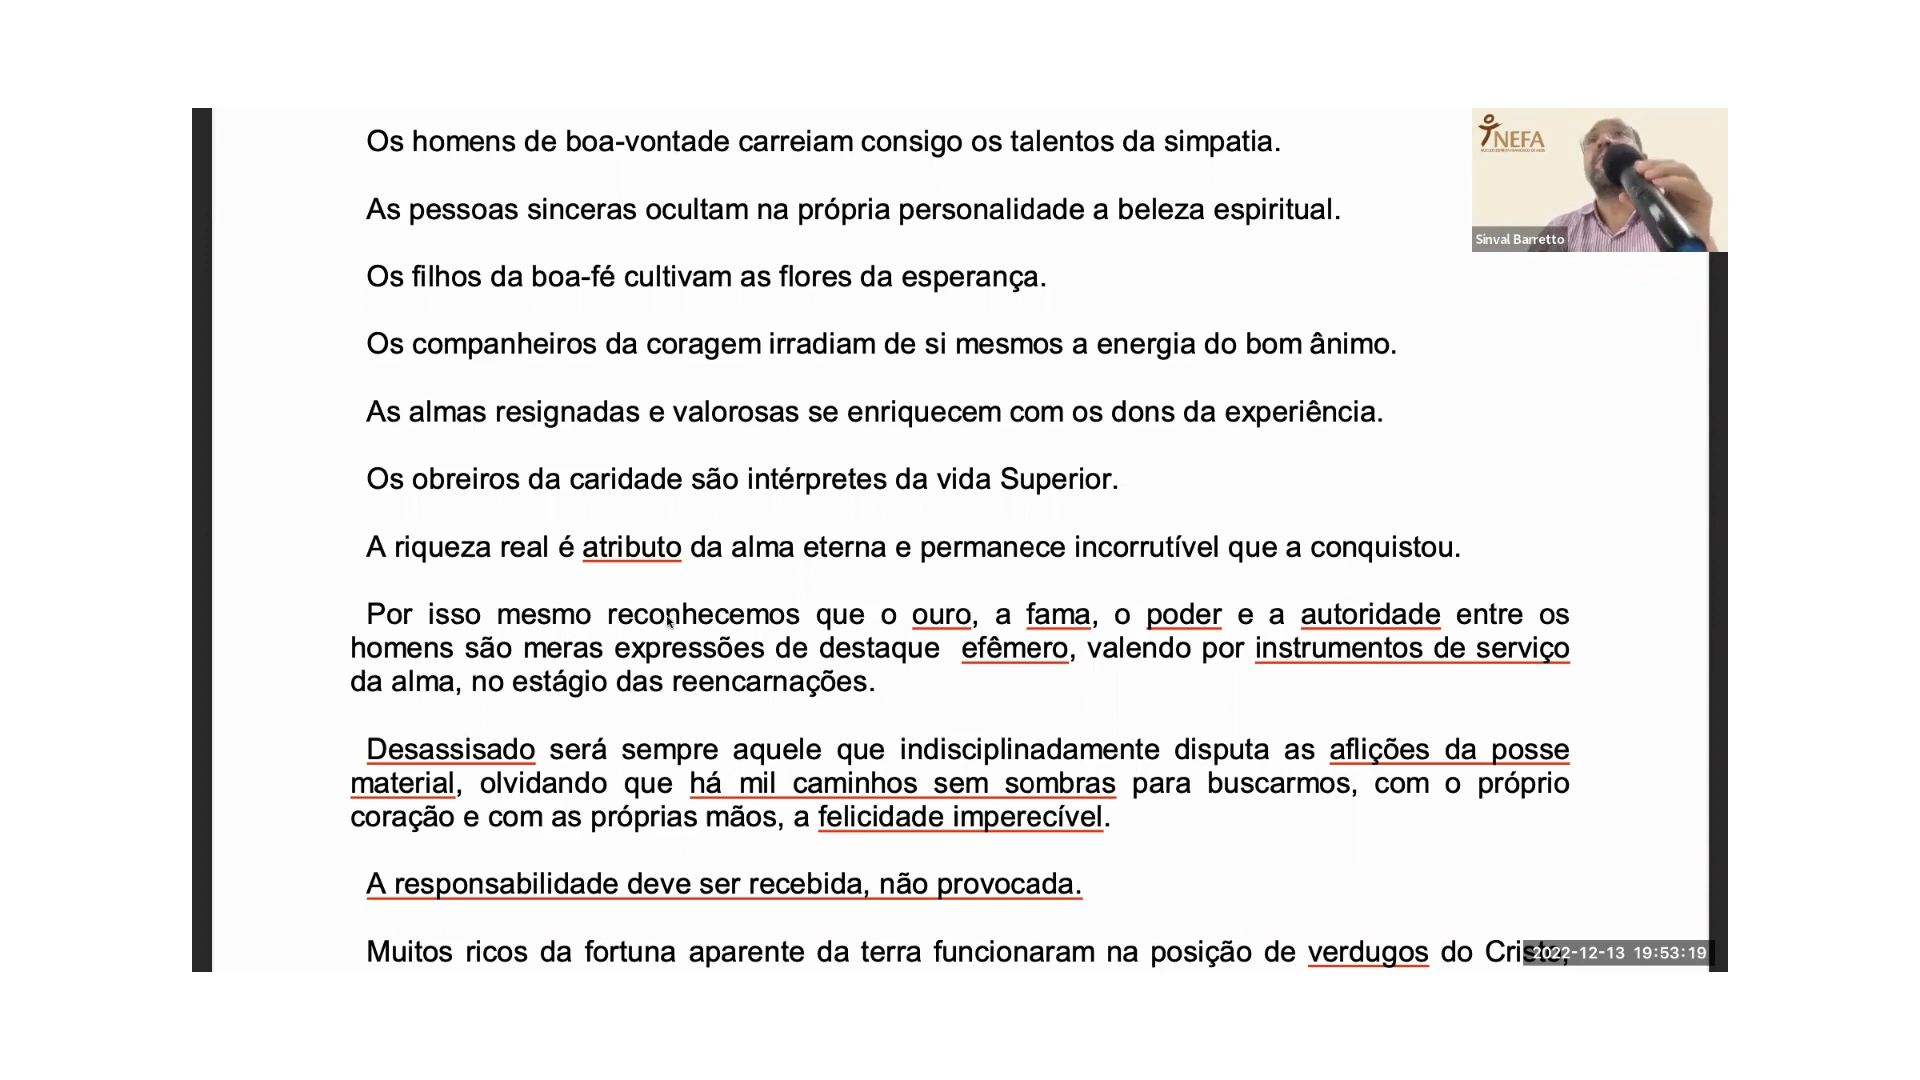 Os homens de boa-vontade carreiam consigo os talentos da simpatia.
NEFA
As pessoas sinceras ocultam na própria personalidade a beleza espiritual.
Sinval Barretto
Os filhos da boa-fé cultivam as flores da esperança.
Os companheiros da coragem irradiam de si mesmos a energia do bom ânimo.
As almas resignadas e valorosas se enriquecem com os dons da experiência.
Os obreiros da caridade são intérpretes da vida Superior.
A riqueza real é atributo da alma eterna e permanece incorrutível que a conquistou.
Por isso mesmo reconhecemos que o ouro, a fama, o poder e a autoridade entre os
homens são meras expressões de destaque efêmero, valendo por instrumentos de serviço
da alma, no estágio das reencarnações.
Desassisado será sempre aquele que indisciplinadamente disputa as aflições da posse
material, olvidando que há mil caminhos sem sombras para buscarmos, com o próprio
coração e com as próprias mãos, a felicidade imperecível.
A responsabilidade deve ser recebida, não provocada.
Muitos ricos da fortuna aparente da terra funcionaram na posição de verdugos do Cristo,
2022-12-13 19:53:19